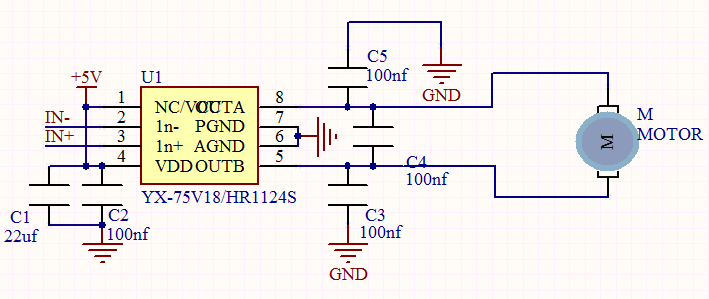 C5
100nf
GND
+5V
U1
1
NC/VCC
OUTA
8
IN-
2
1n-
PGND
7
IN+
3
1n+
AGND
6
4
VDD
OUTB
5
M
M
MOTOR
C4
100nf
YX-75V18/HR1124S
C1
22uf
C2
100nf
C3
100nf
GND